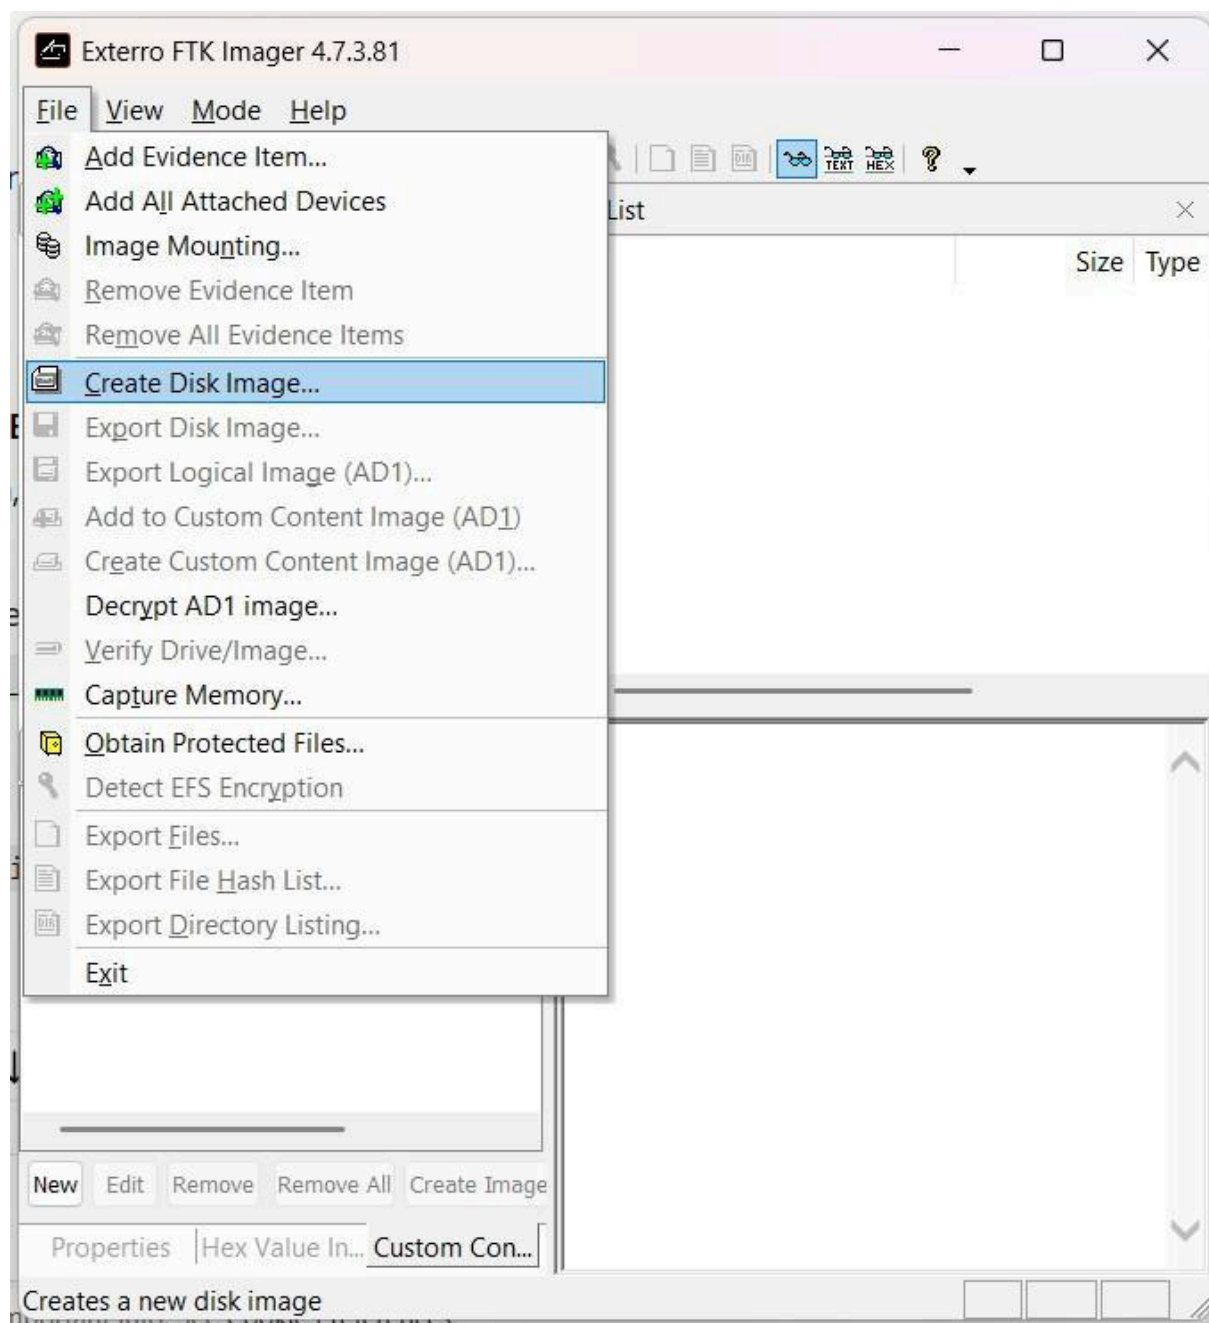 Exterro FTK Imager 4.7.3.81
File View Mode Help
TEXT HEX
Add Evidence Item...
Add All Attached Devices
List
Image Mounting...
Size Type
Remove Evidence Item
Remove All Evidence Items
Create Disk Image...
Export Disk Image...
Export Logical Image (AD1)...
Add to Custom Content Image (AD1)
Create Custom Content Image (AD1)...
Decrypt AD1 image...
Verify Drive/Image...
Capture Memory...
Obtain Protected Files...
Detect EFS Encryption
Export Files...
Export File Hash List...
Export Directory Listing...
Exit
New Edit Remove Remove All Create Image
Properties Hex Value In... Custom Con...
Creates a new disk image